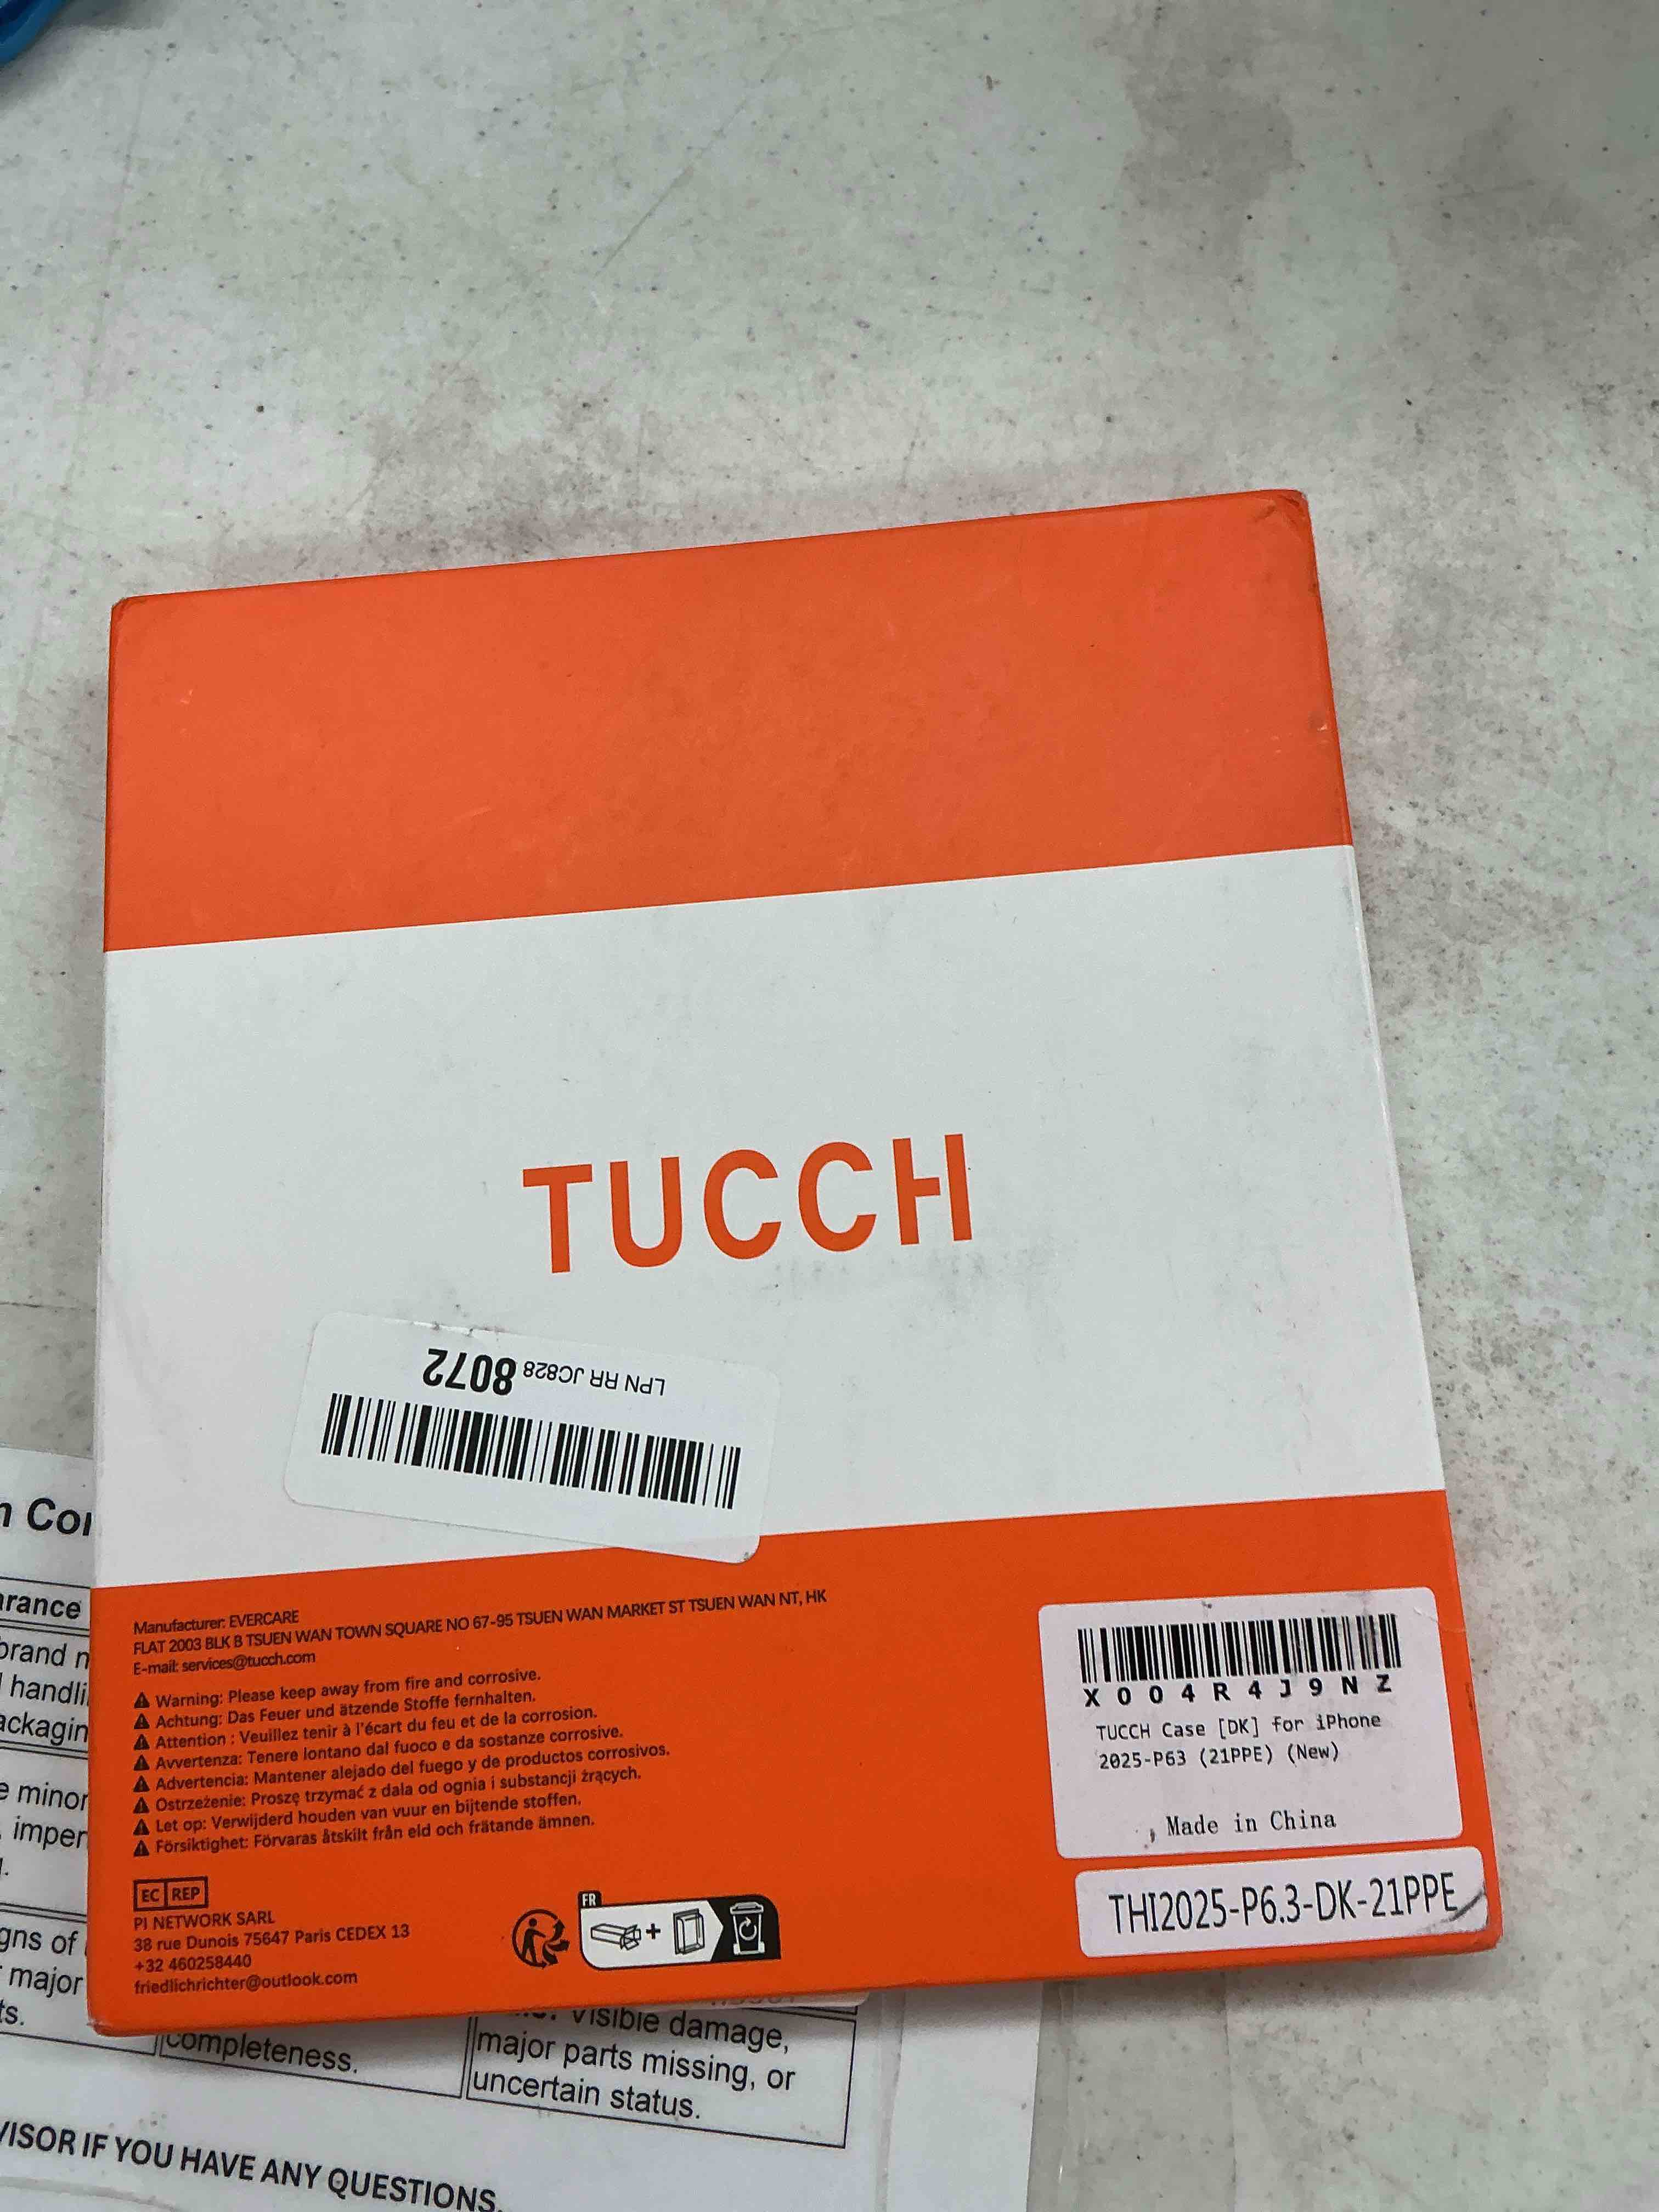 TUCCH
LPN RR JC828 8072
Manufacturer: EVERCARE
FLAT 2003 BLK B TSUEN WAN TOWN SQUARE NO 67-95 TSUEN WAN MARKET ST TSUEN WAN NT, HK
E-mail: services@tucch.com
Warning: Please keep away from fire and corrosive.
Achtung: Das Feuer und ätzende Stoffe fernhalten.
Attention : Veuillez tenir à l'écart du feu et de la corrosion.
Avvertenza: Tenere lontano dal fuoco e da sostanze corrosive.
Advertencia: Mantener alejado del fuego y de productos corrosivos.
Ostrzeżenie: Proszę trzymać z dala od ognia i substancji żrących.
Let op: Verwijderd houden van vuur en bijtende stoffen.
Försiktighet: Förvaras åtskilt från eld och frätande ämnen.
EC REP
PI NETWORK SARL
38 rue Dunois 75647 Paris CEDEX 13
+32 460258440
friedlichrichter@outlook.com
FR
X004R4J9NZ
TUCCH Case [DK] for iPhone
2025-P63 (21PPE) (New)
Made in China
THI2025-P6.3-DK-21PPE
n Cor
arance
brand n
handli
ackagin
e minor
imper
gns of
major
ts.
completeness.
visible damage,
major parts missing, or
uncertain status.
VISOR IF YOU HAVE ANY QUESTIONS.